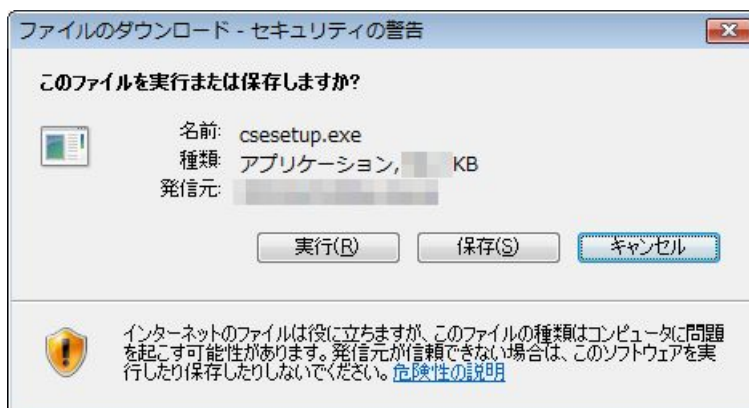 ファイルのダウンロード - セキュリティの警告
このファイルを実行または保存しますか?
名前: csesetup.exe
種類: アプリケーション, KB
発信元:
実行(R) 保存(S) キャンセル
インターネットのファイルは役に立ちますが、このファイルの種類はコンピュータに問題
を起こす可能性があります。発信元が信頼できない場合は、このソフトウェアを実
行したり保存したりしないでください。危険性の説明